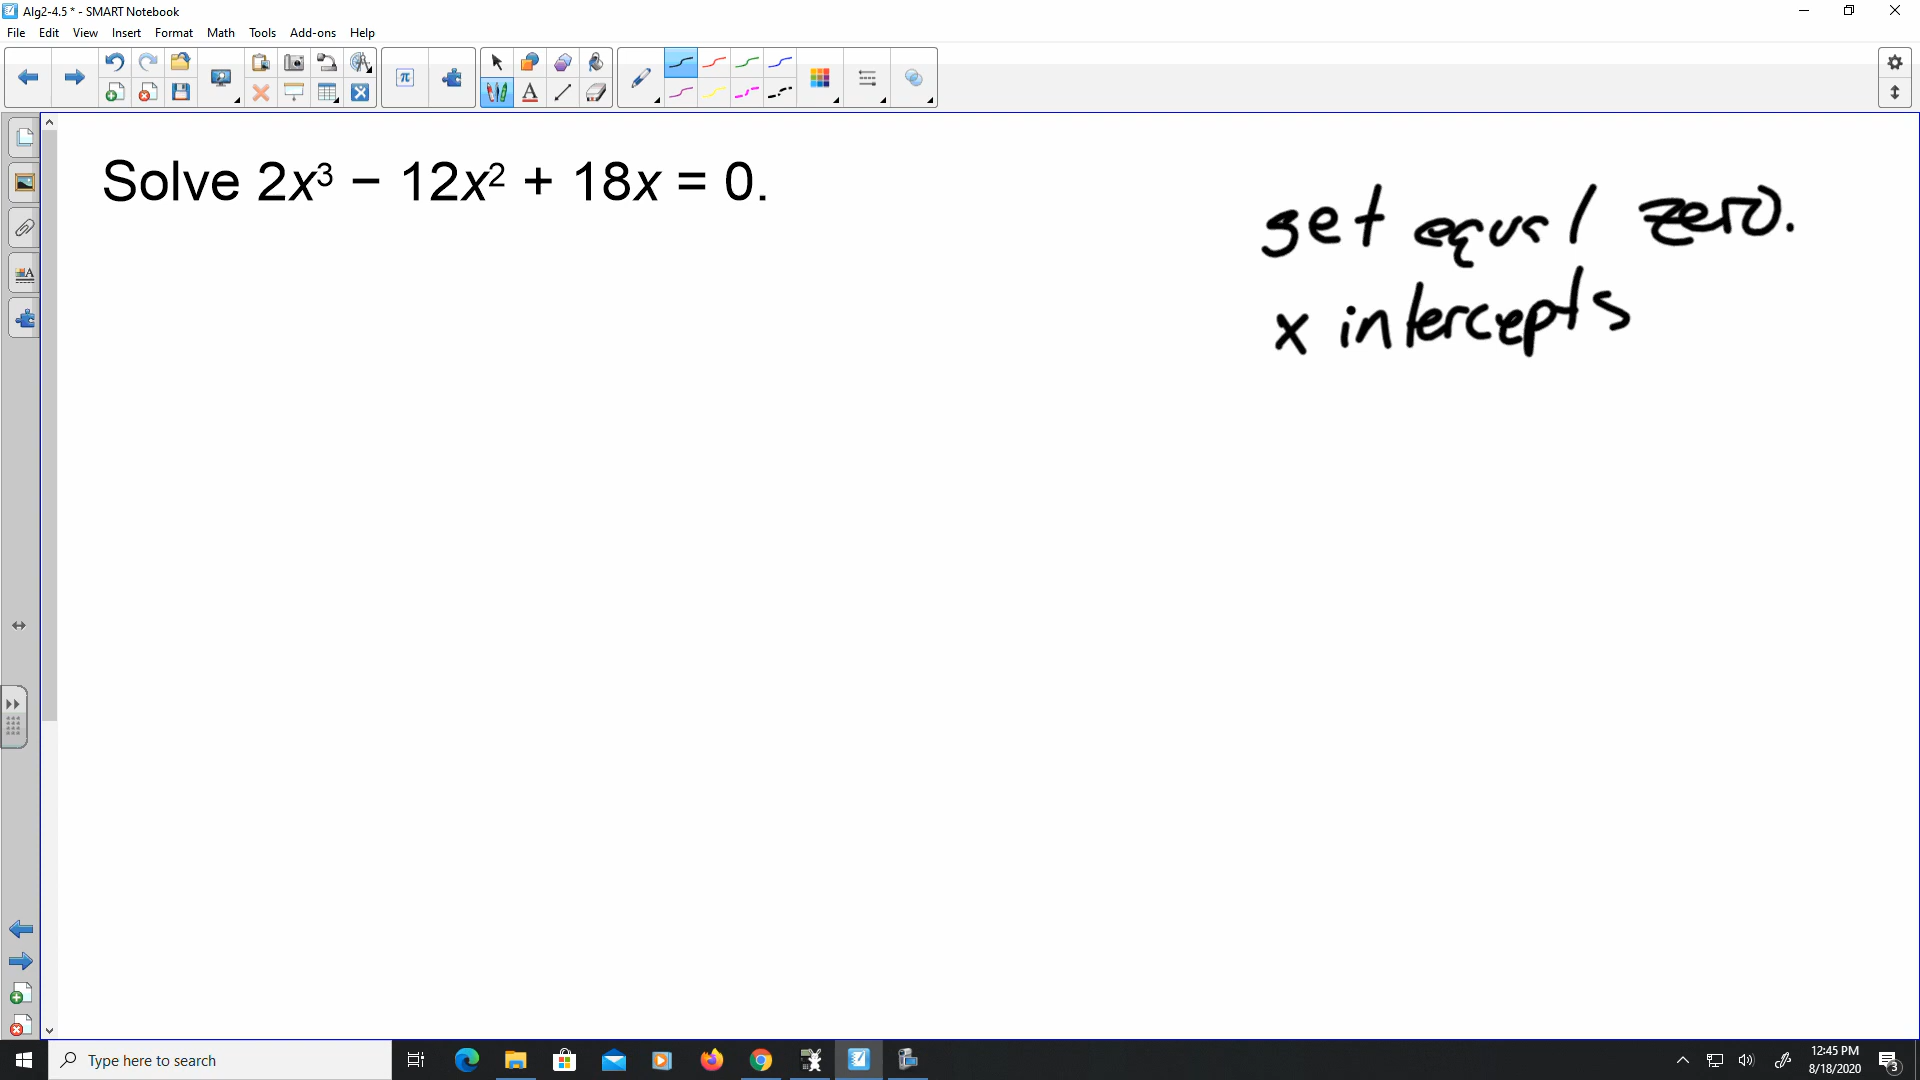 Alg2-4.5 * - SMART Notebook
File Edit View Insert Format Math Tools Add-ons Help
Solve 2x³ − 12x² + 18x = 0.
set equal zero.
x intercepts
Type here to search
12:45 PM
8/18/2020
3